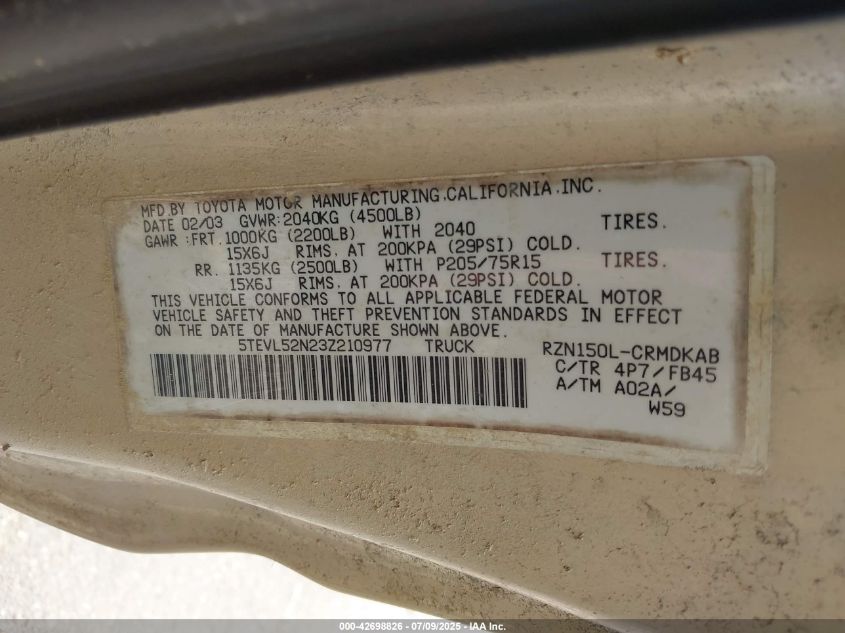 MFD.BY TOYOTA MOTOR MANUFACTURING.CALIFORNIA.INC.
DATE 02/03 GVWR:2040KG (4500LB)
GAWR :FRT.1000KG (2200LB) WITH 2040 TIRES.
15X6J RIMS. AT 200KPA (29PSI) COLD.
RR. 1135KG (2500LB) WITH P205/75R15 TIRES.
15X6J RIMS. AT 200KPA (29PSI) COLD.
THIS VEHICLE CONFORMS TO ALL APPLICABLE FEDERAL MOTOR
VEHICLE SAFETY AND THEFT PREVENTION STANDARDS IN EFFECT
ON THE DATE OF MANUFACTURE SHOWN ABOVE.
5TEVL52N23Z210977 TRUCK RZN150L-CRMDKAB
C/TR 4P7/FB45
A/TM A02A/
W59
000-42698826 - 07/09/2025 - Copyright © IAA, Inc.